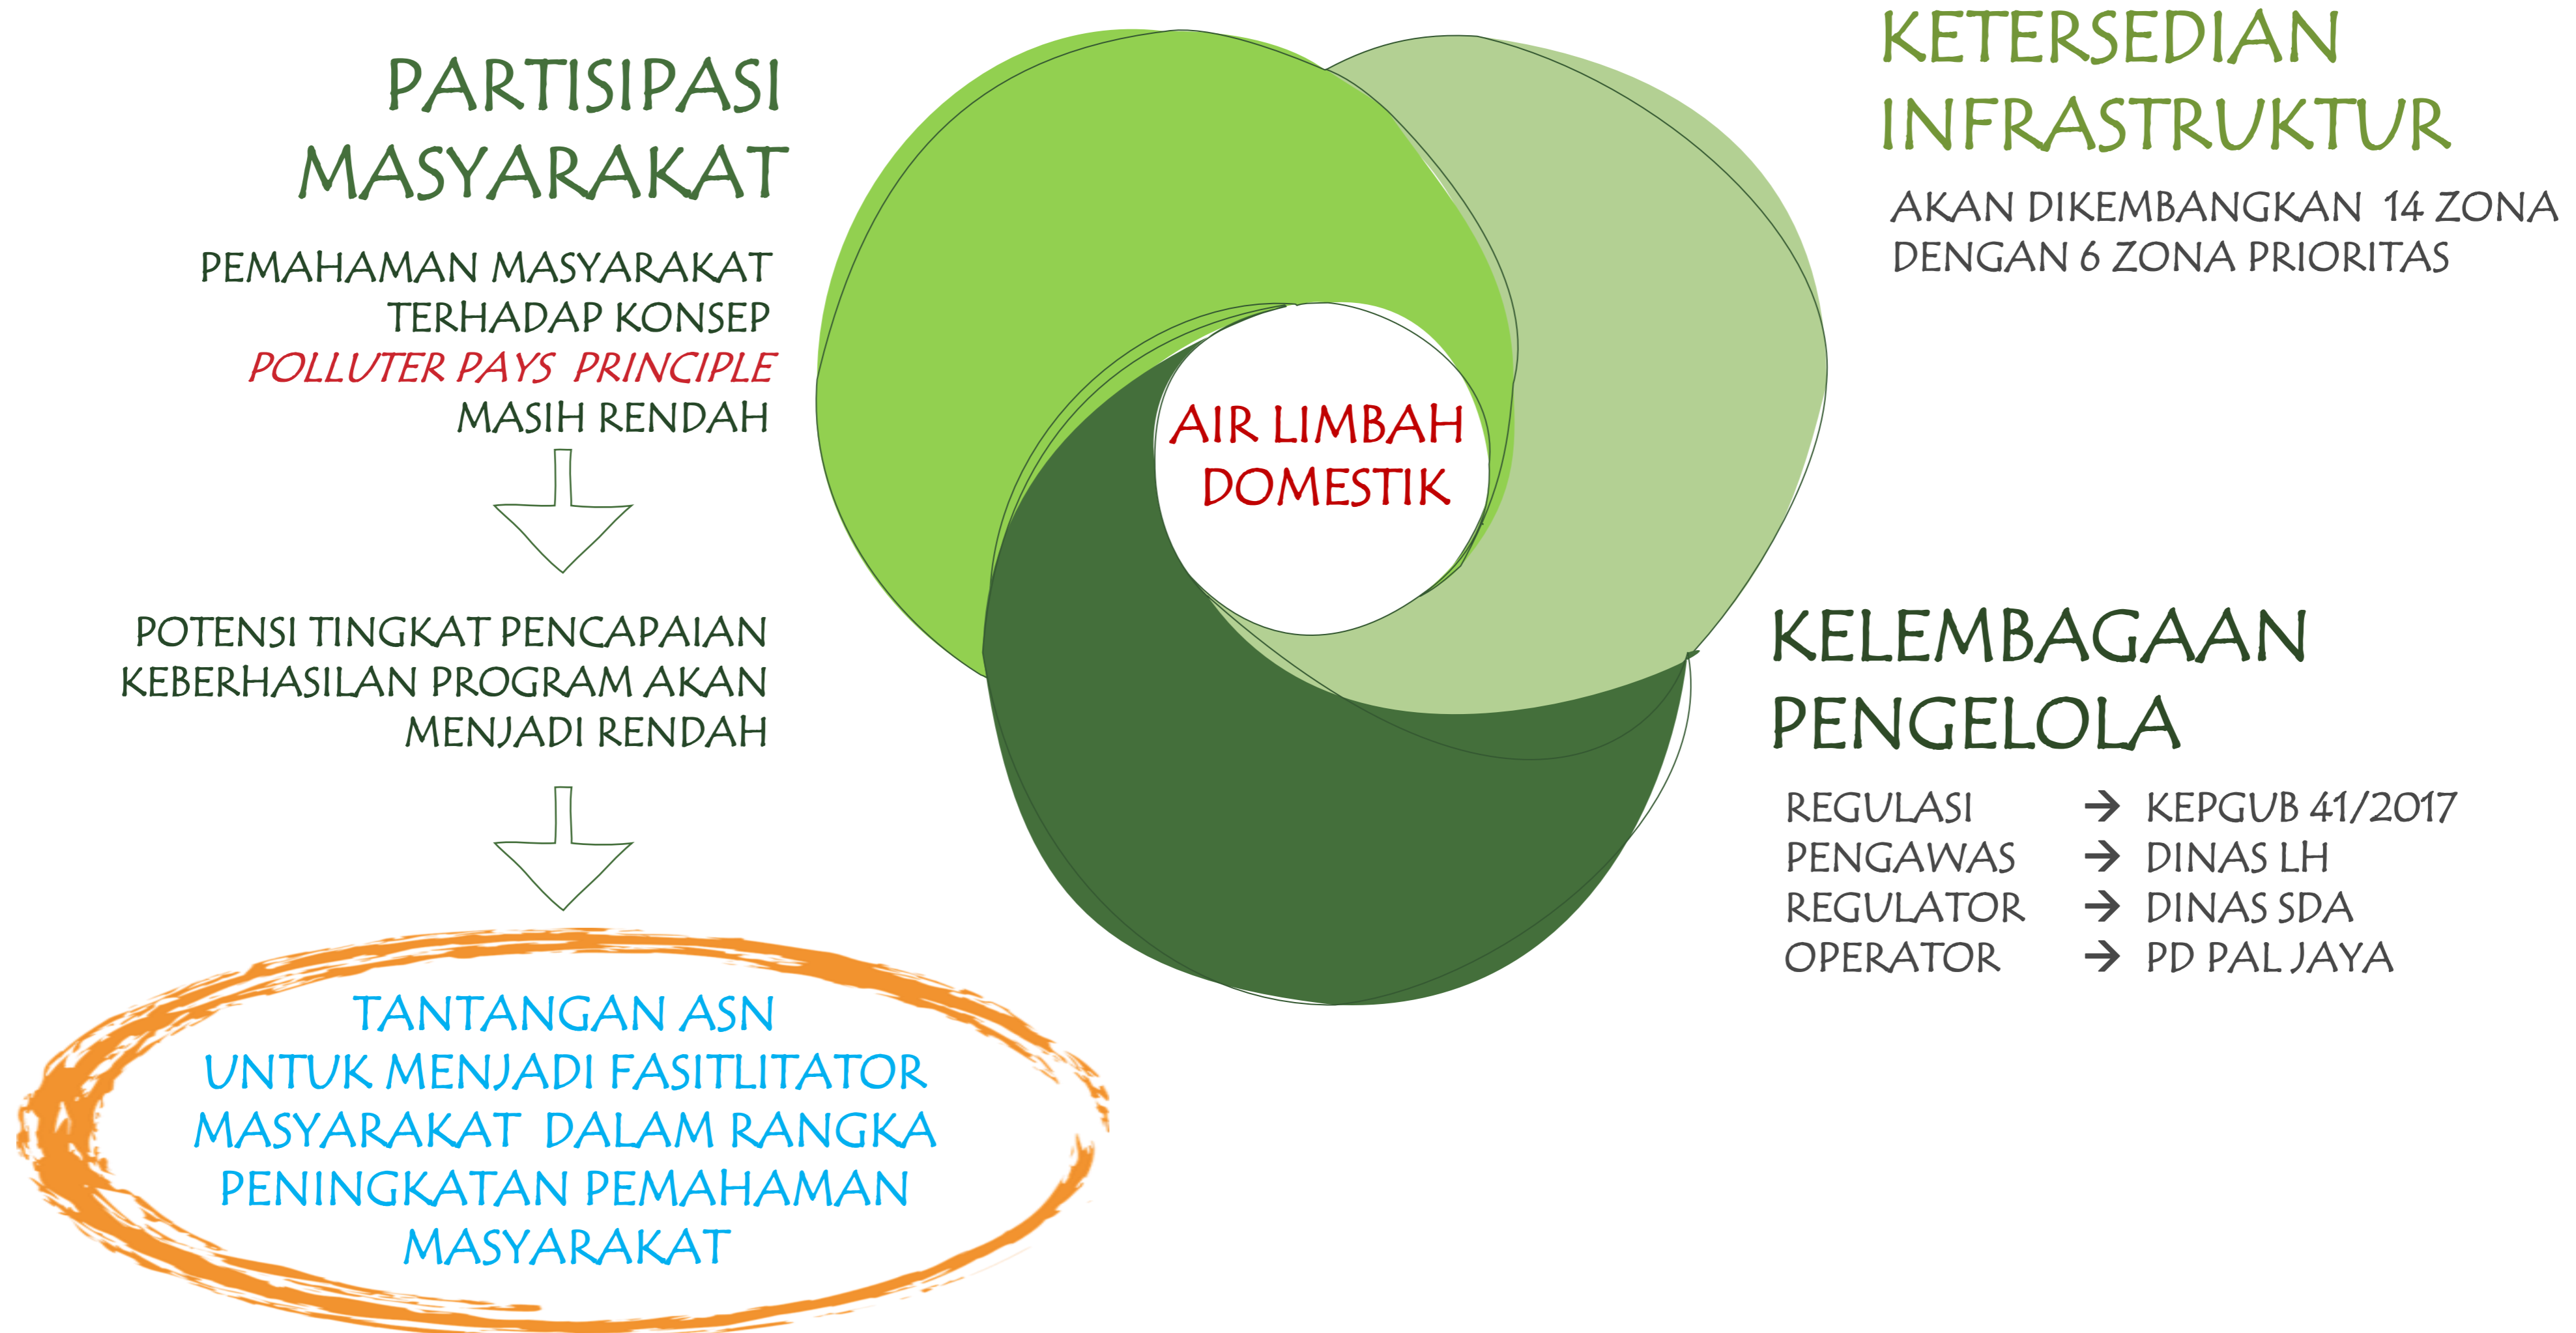 PARTISIPASI
MASYARAKAT
PEMAHAMAN MASYARAKAT
TERHADAP KONSEP
POLLUTER PAYS PRINCIPLE
MASIH RENDAH
POTENSI TINGKAT PENCAPAIAN
KEBERHASILAN PROGRAM AKAN
MENJADI RENDAH
TANTANGAN ASN
UNTUK MENJADI FASITLITATOR
MASYARAKAT DALAM RANGKA
PENINGKATAN PEMAHAMAN
MASYARAKAT
AIR LIMBAH
DOMESTIK
KETERSEDIAN
INFRASTRUKTUR
AKAN DIKEMBANGKAN 14 ZONA
DENGAN 6 ZONA PRIORITAS
KELEMBAGAAN
PENGELOLA
REGULASI → KEPGUB 41/2017
PENGAWAS → DINAS LH
REGULATOR → DINAS SDA
OPERATOR → PD PAL JAYA